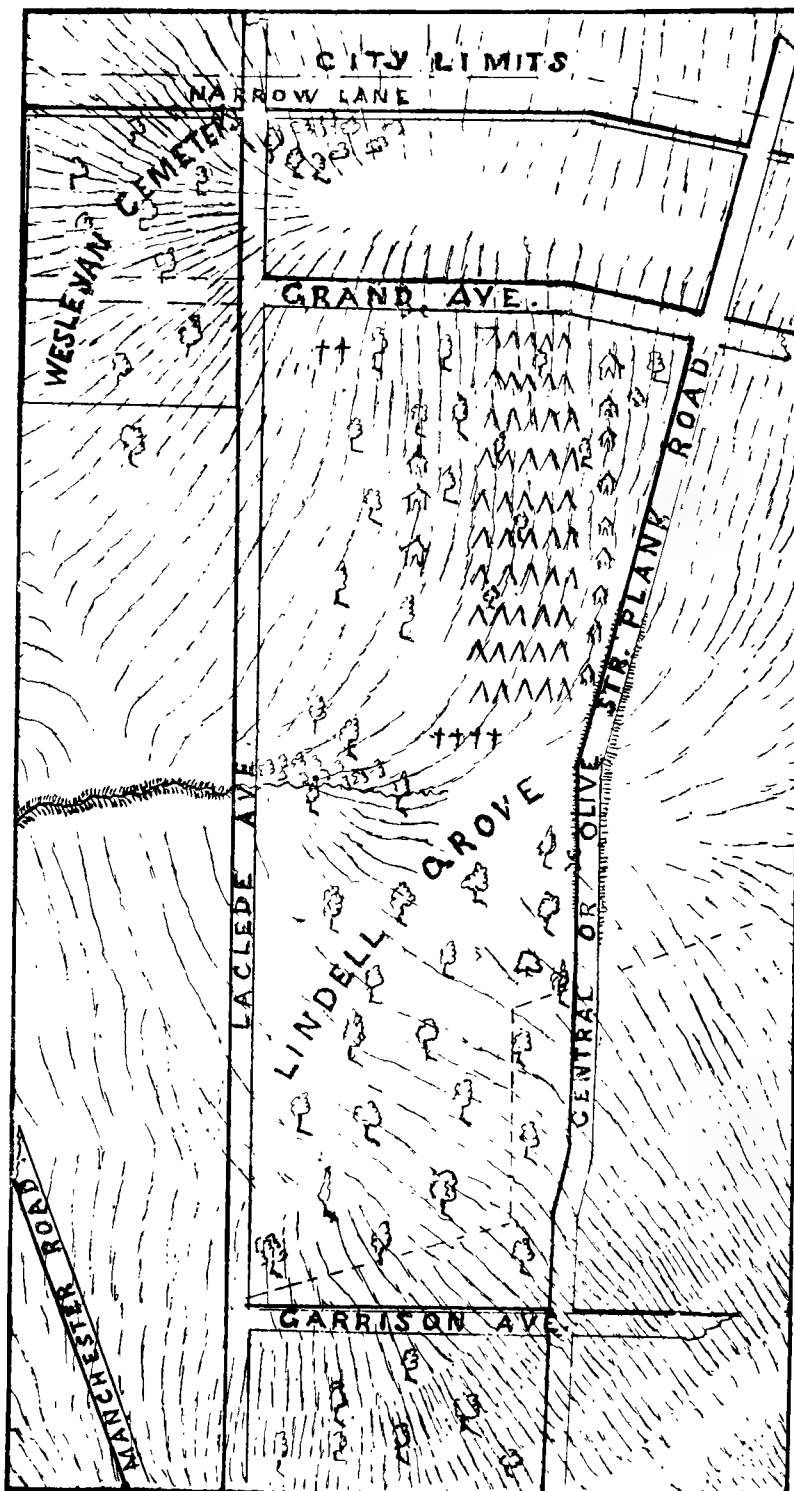 CITY LIMITS
NARROW LANE
WESLEYAN CEMETERY
GRAND AVE.
CENTRAL OR OLIVE STR. PLANK ROAD
LACLEDE AVE.
LINDELL GROVE
MANCHESTER ROAD.
GARRISON AVE.